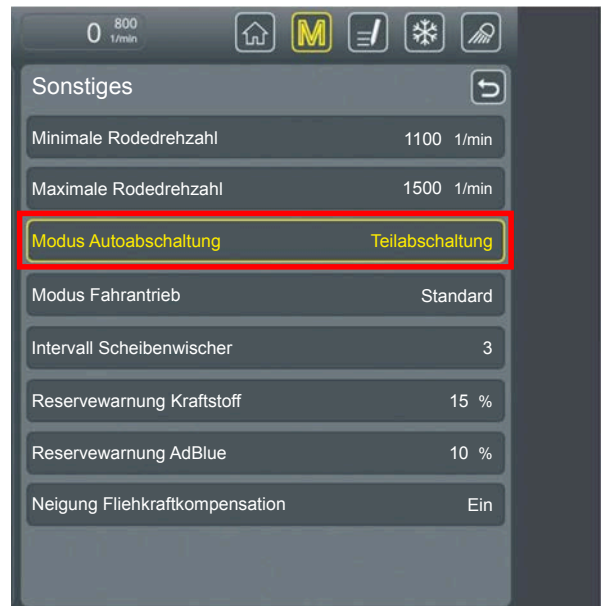 0 800 1/min
M
Sonstiges
Minimale Rodedrehzahl 1100 1/min
Maximale Rodedrehzahl 1500 1/min
Modus Autoabschaltung Teilabschaltung
Modus Fahrantrieb Standard
Intervall Scheibenwischer 3
Reservewarnung Kraftstoff 15 %
Reservewarnung AdBlue 10 %
Neigung Fliehkraftkompensation Ein